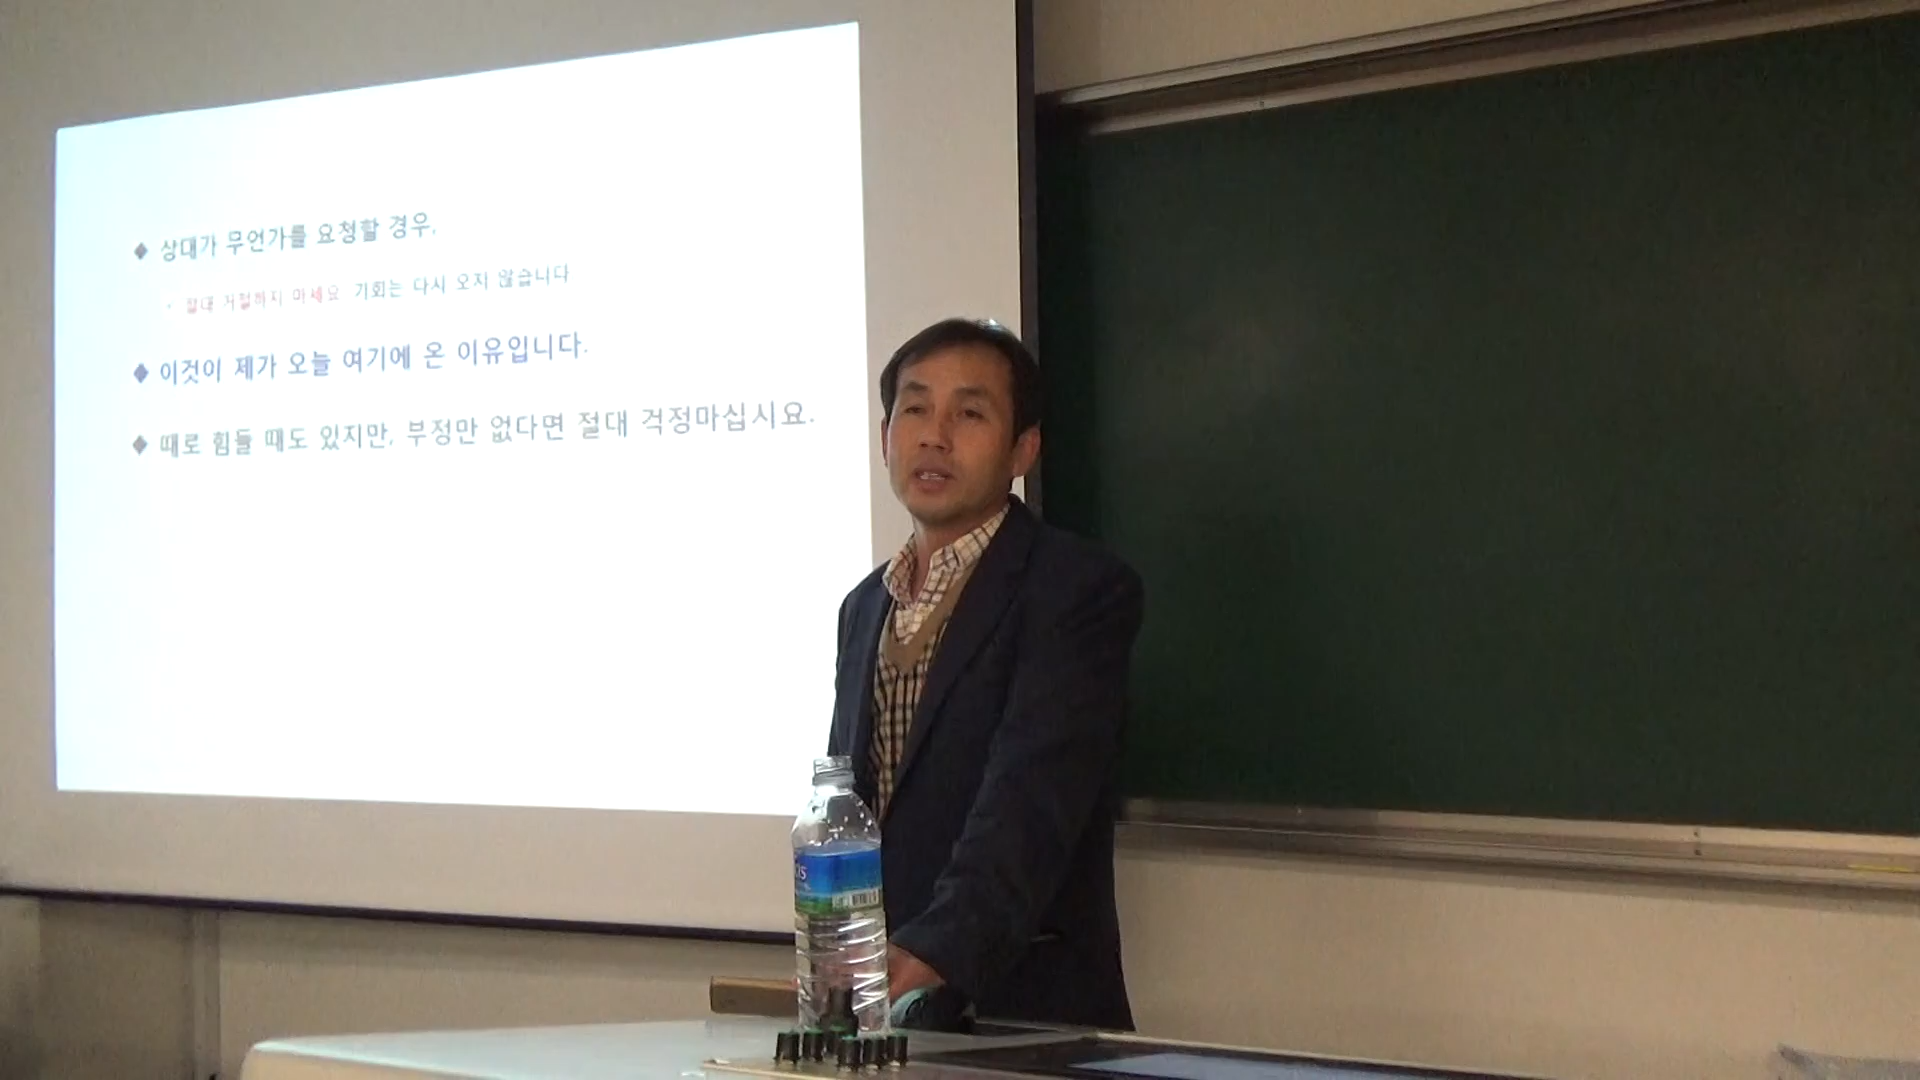 ◆ 상대가 무언가를 요청할 경우,
• 절대 거절하지 마세요 기회는 다시 오지 않습니다
◆ 이것이 제가 오늘 여기에 온 이유입니다.
◆ 때로 힘들 때도 있지만, 부정만 없다면 절대 걱정마십시요.